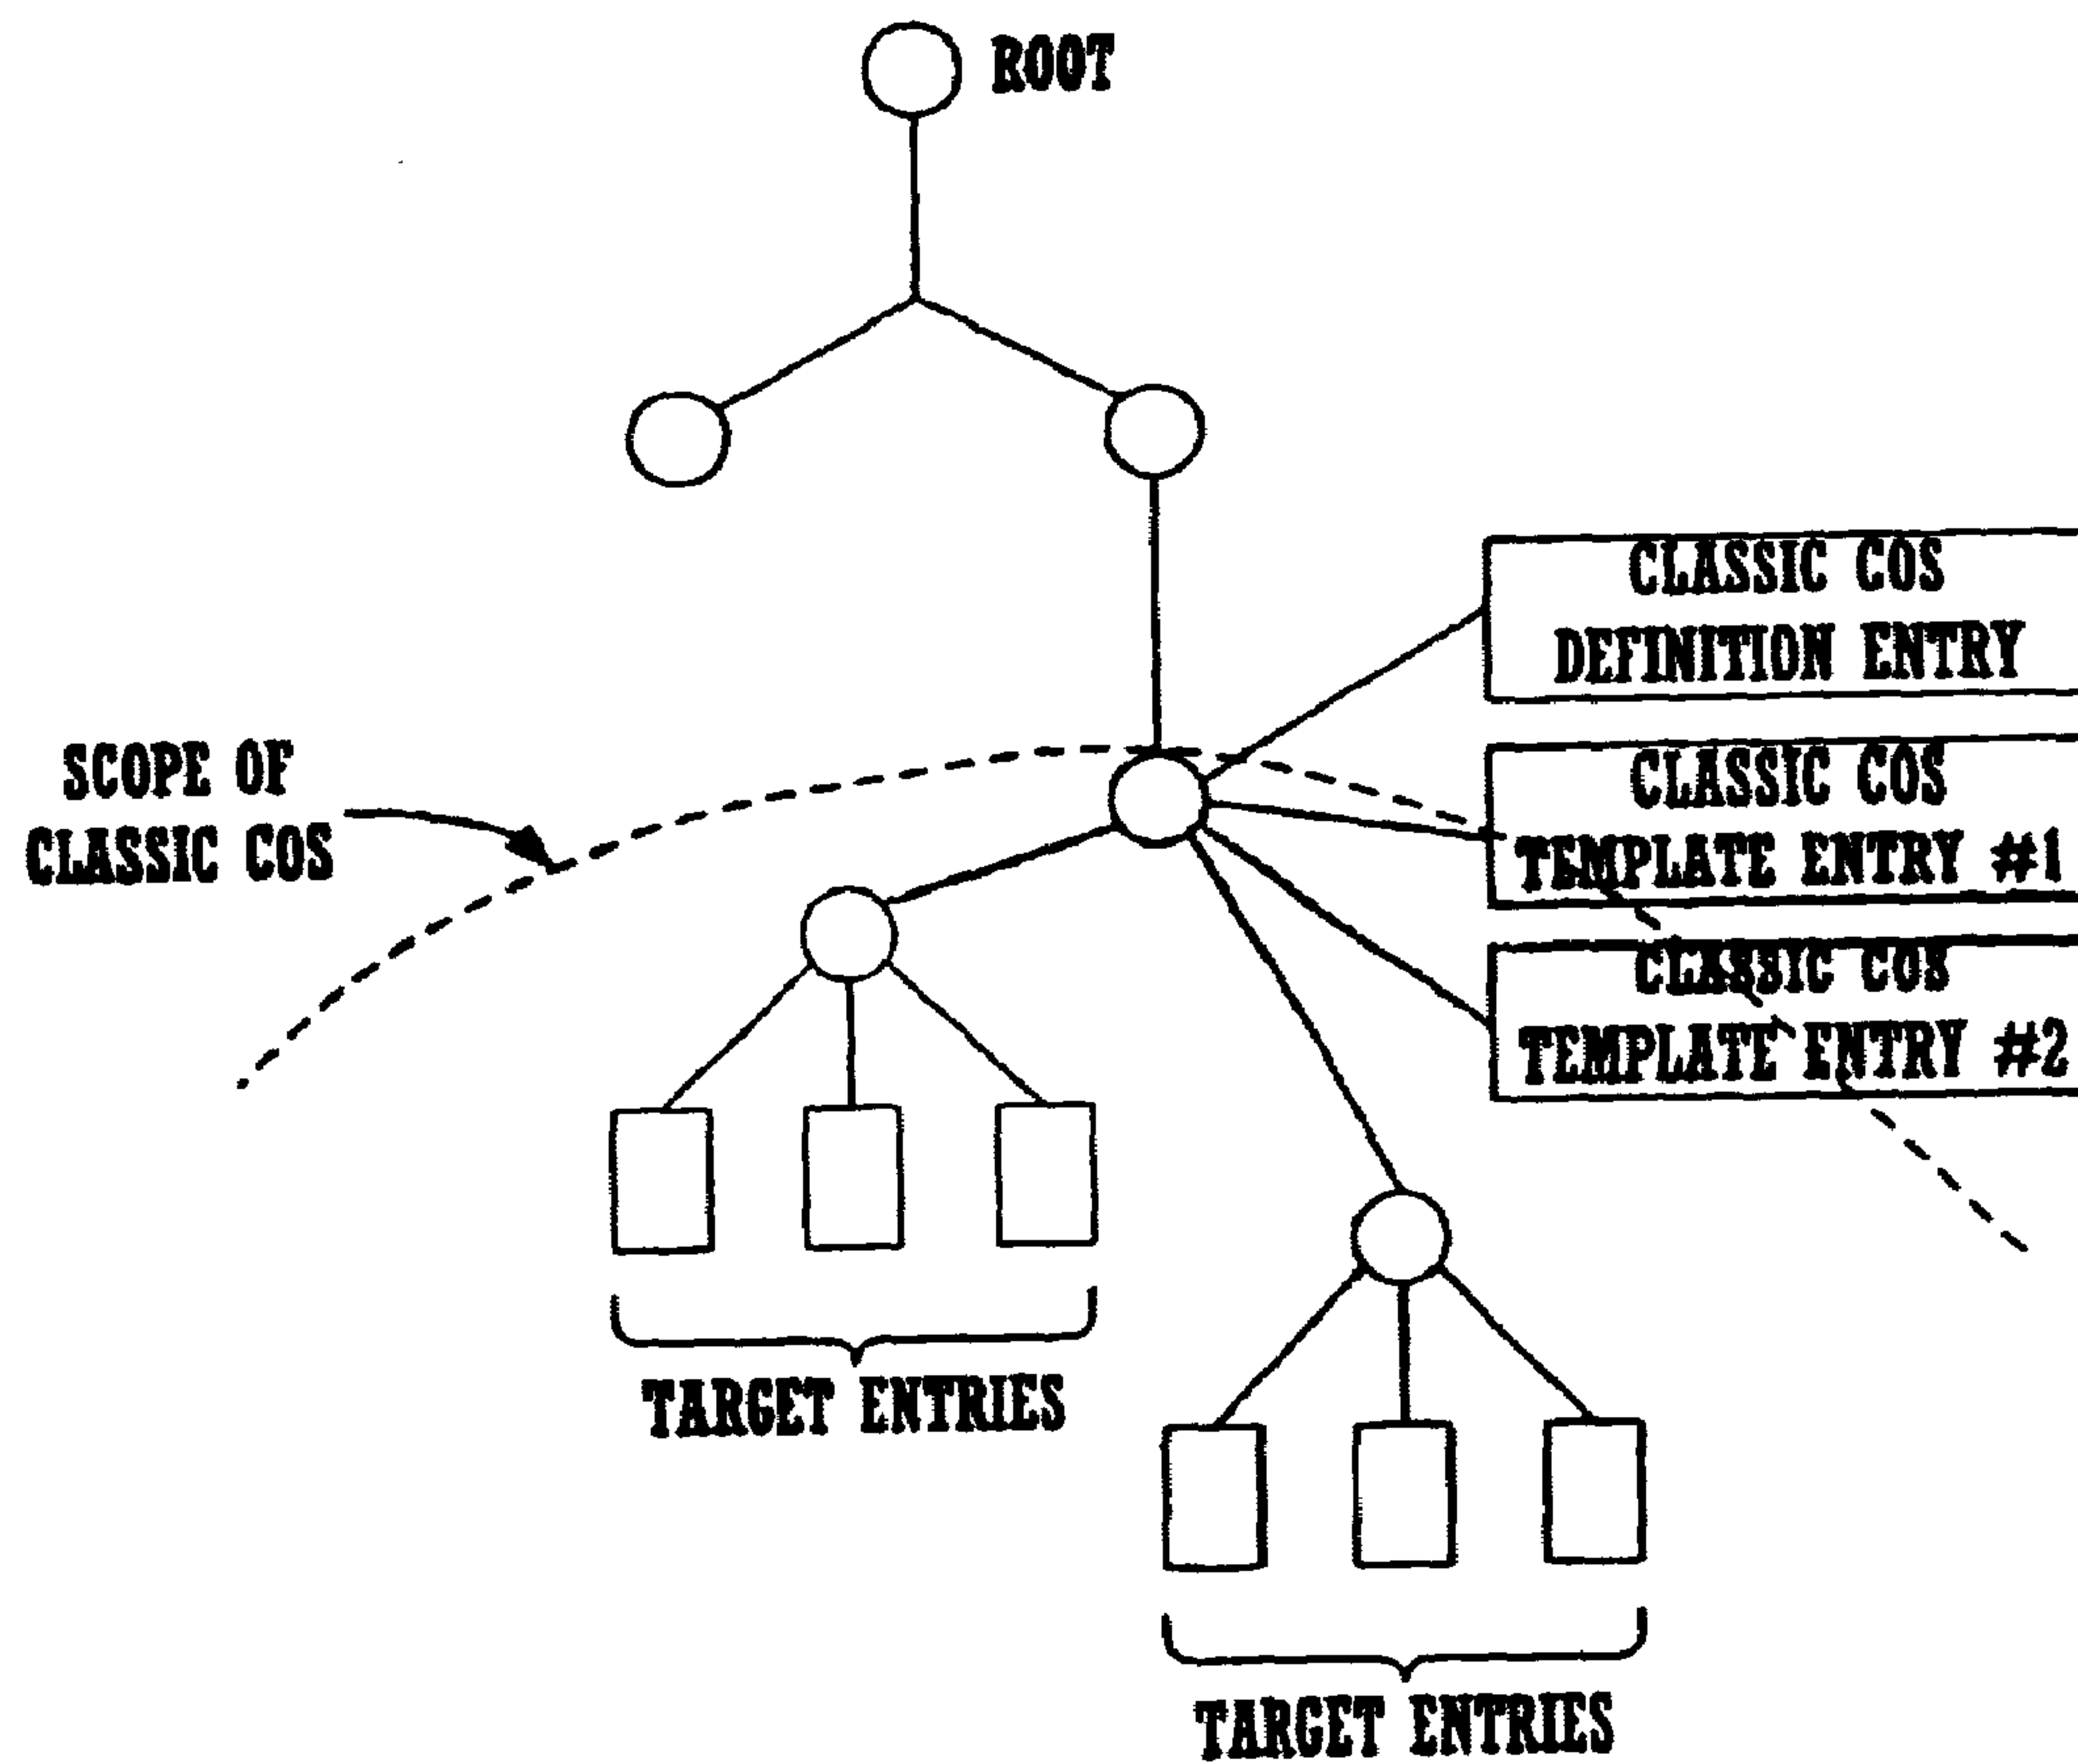 ROOT
CLASSIC COS
DEFINITION ENTRY
SCOPE OF
CLASSIC COS
CLASSIC COS
TEMPLATE ENTRY #1
CLASSIC COS
TEMPLATE ENTRY #2
TARGET ENTRIES
TARGET ENTRIES